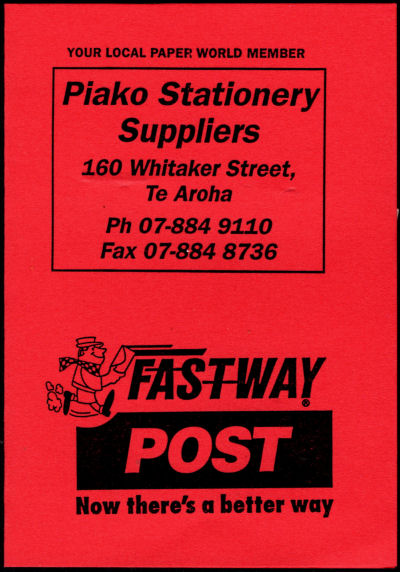 YOUR LOCAL PAPER WORLD MEMBER
Piako Stationery
Suppliers
160 Whitaker Street,
Te Aroha
Ph 07-884 9110
Fax 07-884 8736
FASTWAY®
POST
Now there's a better way